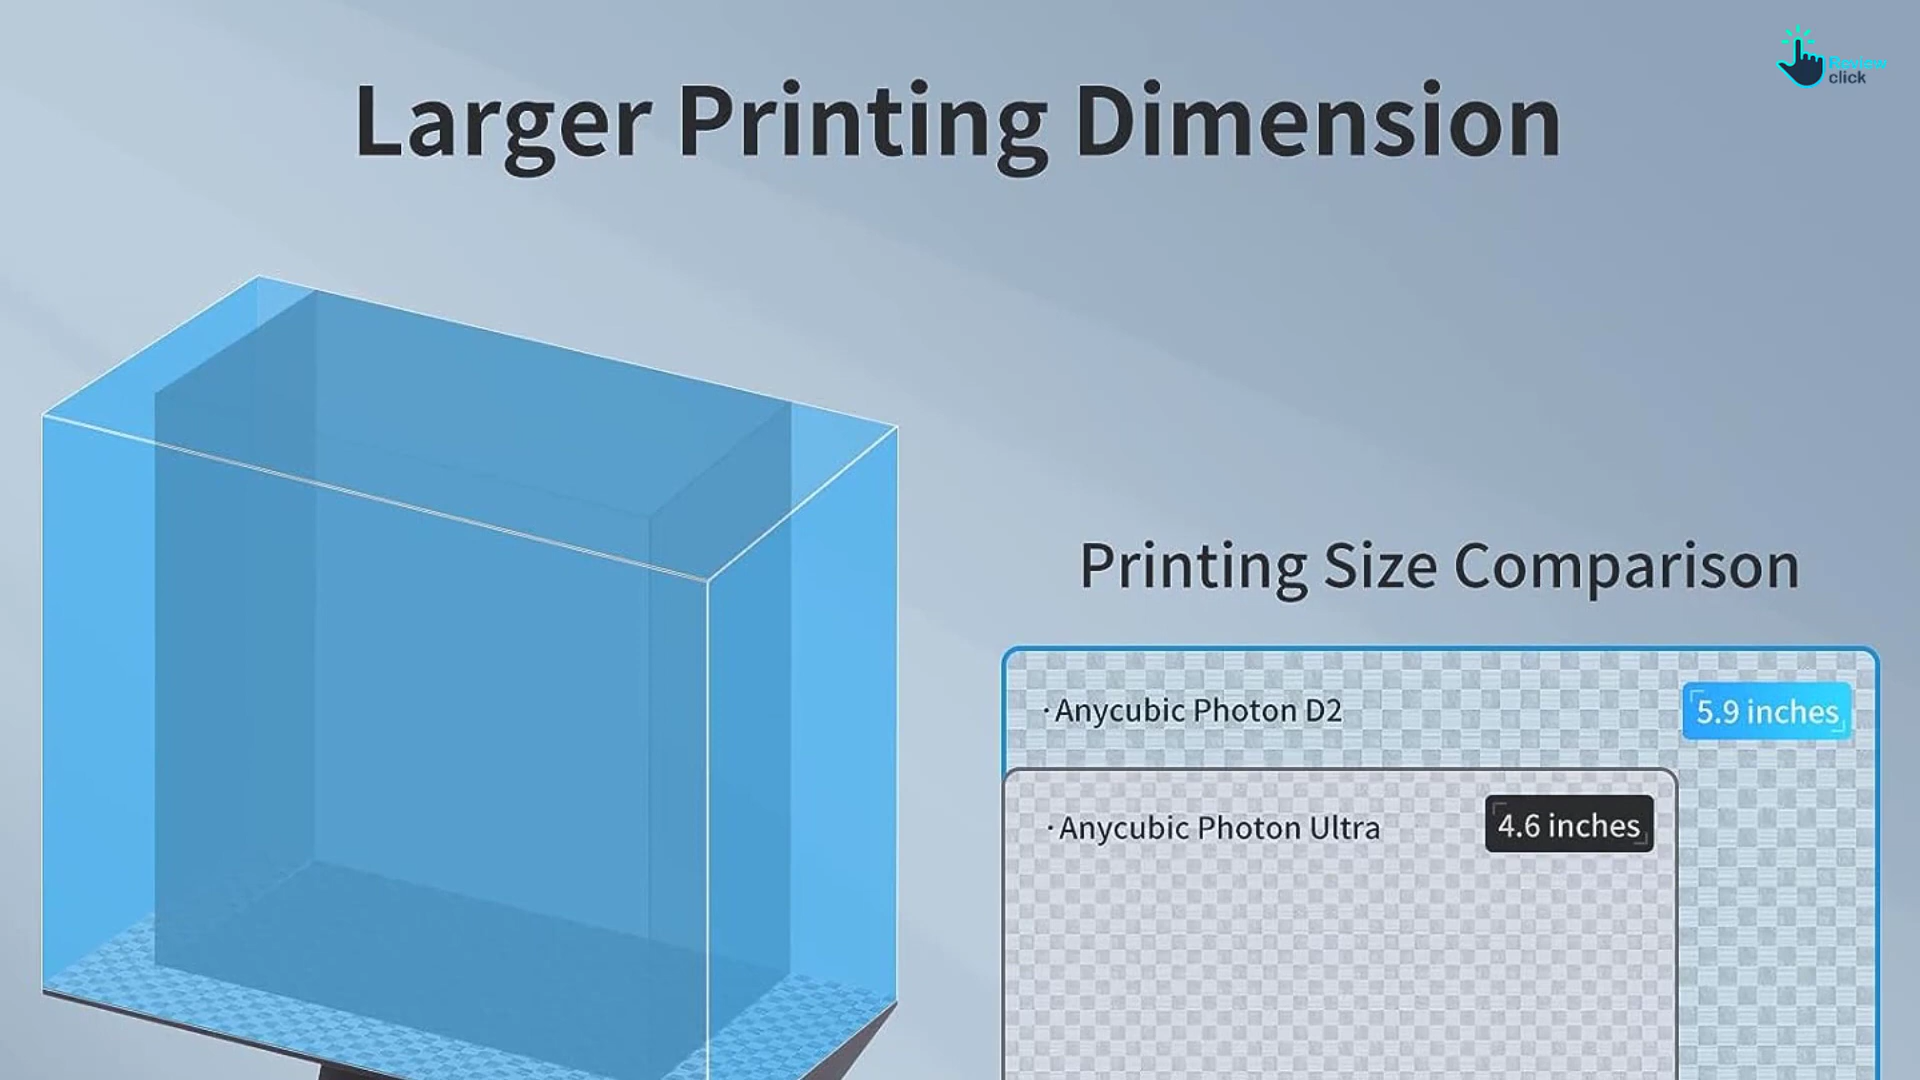 Review
click
Larger Printing Dimension
Printing Size Comparison
· Anycubic Photon D2
5.9 inches
· Anycubic Photon Ultra
4.6 inches